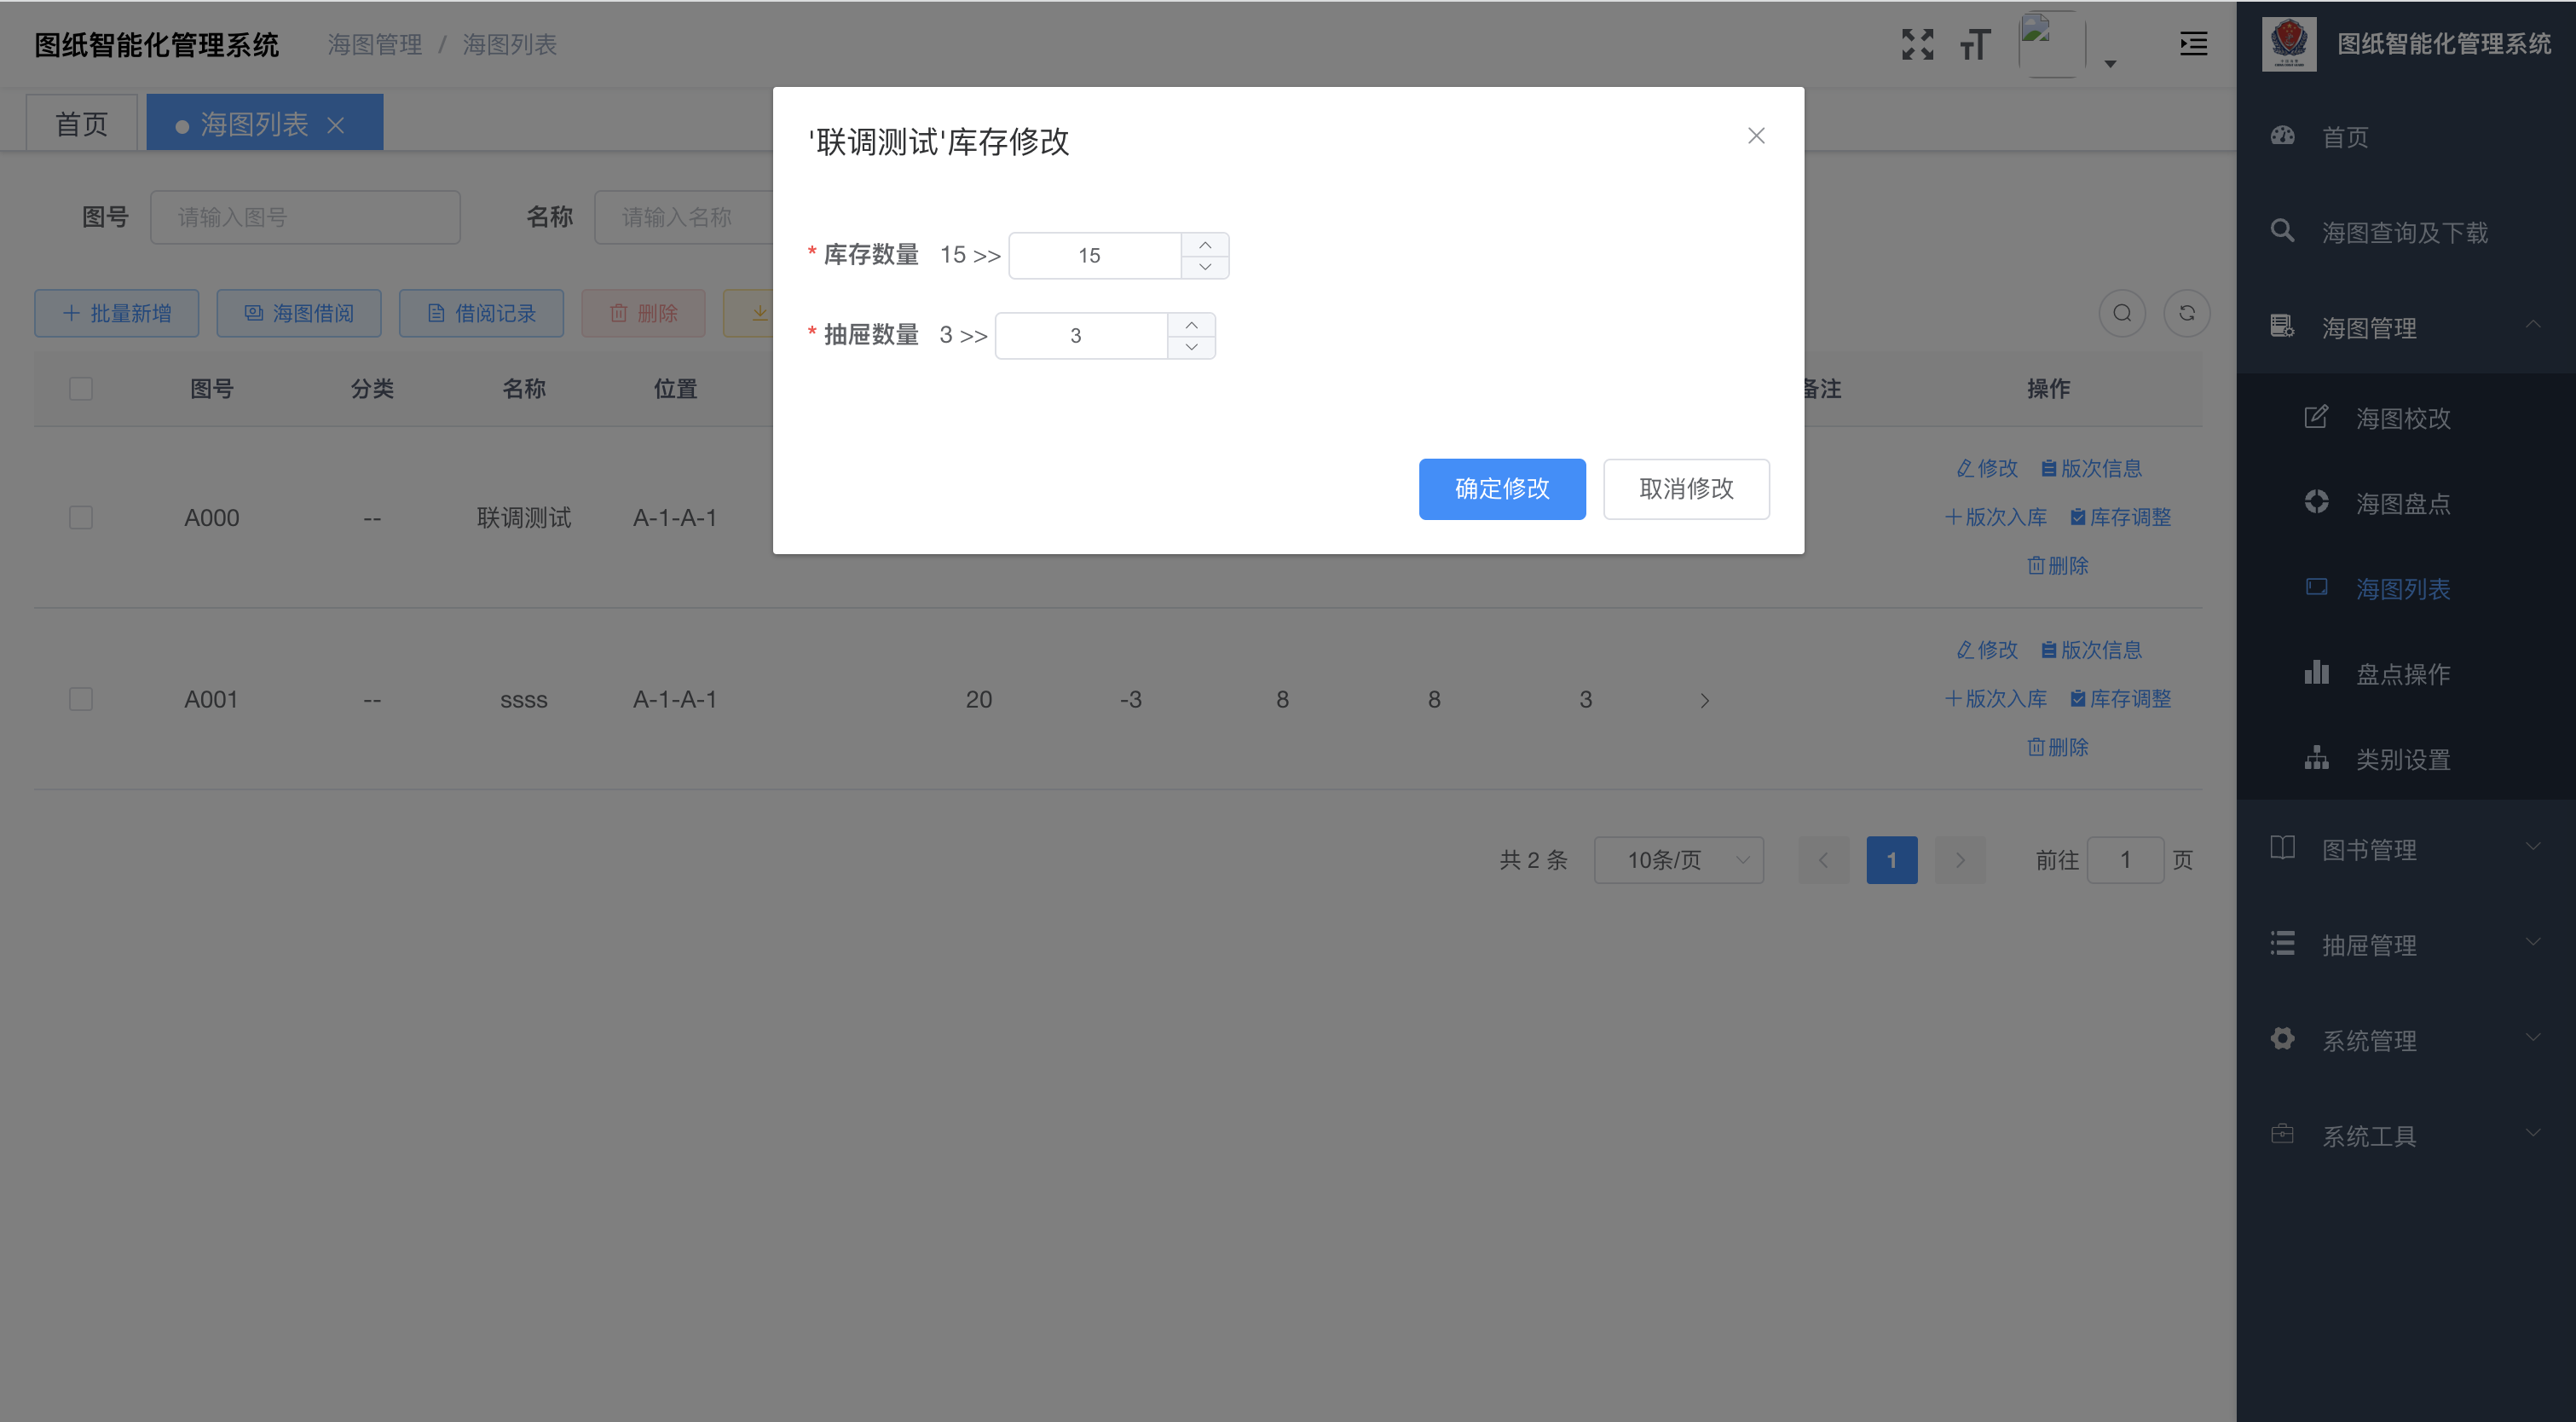 图纸智能化管理系统
海图管理 / 海图列表
图纸智能化管理系统
首页
海图列表
图号 请输入图号 名称 请输入名称
批量新增 海图借阅 借阅记录 删除
图号 分类 名称 位置 备注 操作
A000 -- 联调测试 A-1-A-1
修改 版次信息
版次入库 库存调整
删除
A001 -- ssss A-1-A-1 20 -3 8 8 3
修改 版次信息
版次入库 库存调整
删除
共 2 条 10条/页 1 前往 1 页
'联调测试'库存修改
* 库存数量 15 >> 15
* 抽屉数量 3 >> 3
确定修改 取消修改
首页
海图查询及下载
海图管理
海图校改
海图盘点
海图列表
盘点操作
类别设置
图书管理
抽屉管理
系统管理
系统工具